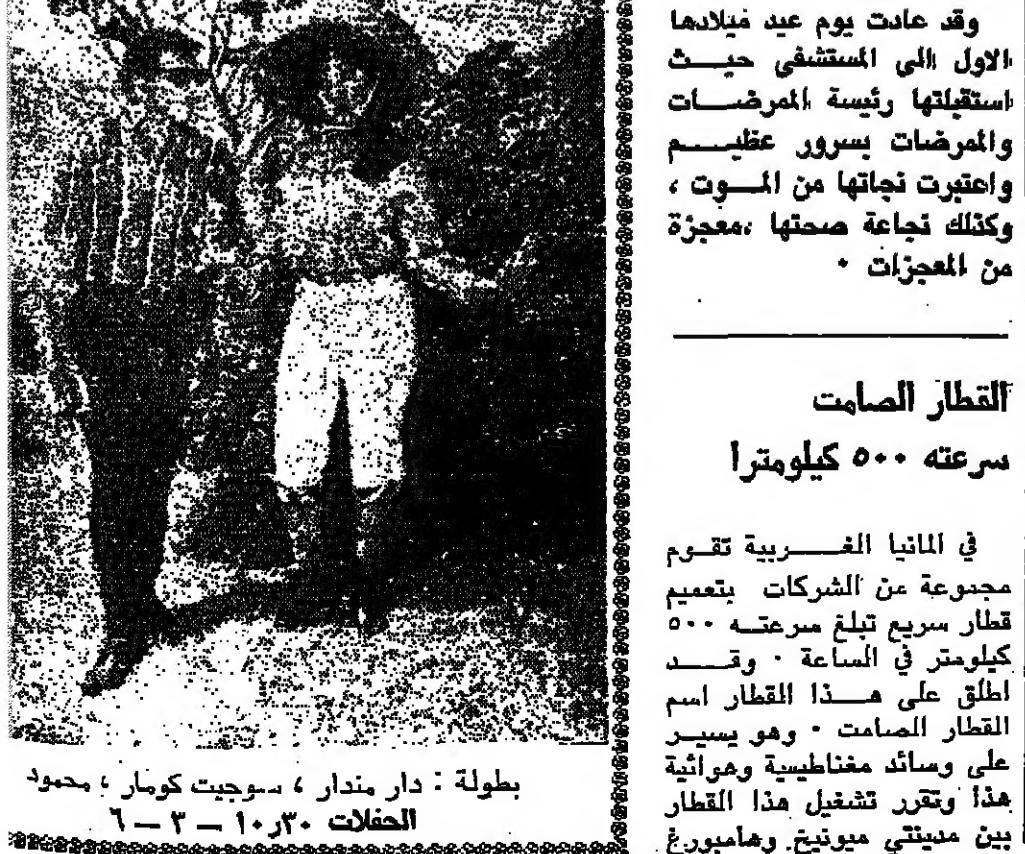 وقد عادت يوم عيد ميلادها
الاول الى المستشفى حيث
استقبلتها رئيسة الممرضات
والممرضات بسرور عظيم
واعتبرت نجاتها من الموت ،
وكذلك نجاعة صحتها ،معجزة
من المعجزات ٠
القطار الصامت
سرعته ٥٠٠ كيلومترا
في المانيا الغربية تقوم
مجموعة من الشركات بتعميم
قطار سريع تبلغ سرعته ٥٠٠
كيلومتر في الساعة ٠ وقد
اطلق على هذا القطار اسم
القطار الصامت ٠ وهو يسير
على وسائد مغناطيسية وهوائية
هذا وتقرر تشغيل هذا القطار
بين مدينتي ميونيخ وهامبورغ
بطولة : دار مندار ، سوجيت كومار ، محمود
الحفلات ١٠٫٣٠ — ٣ — ٦